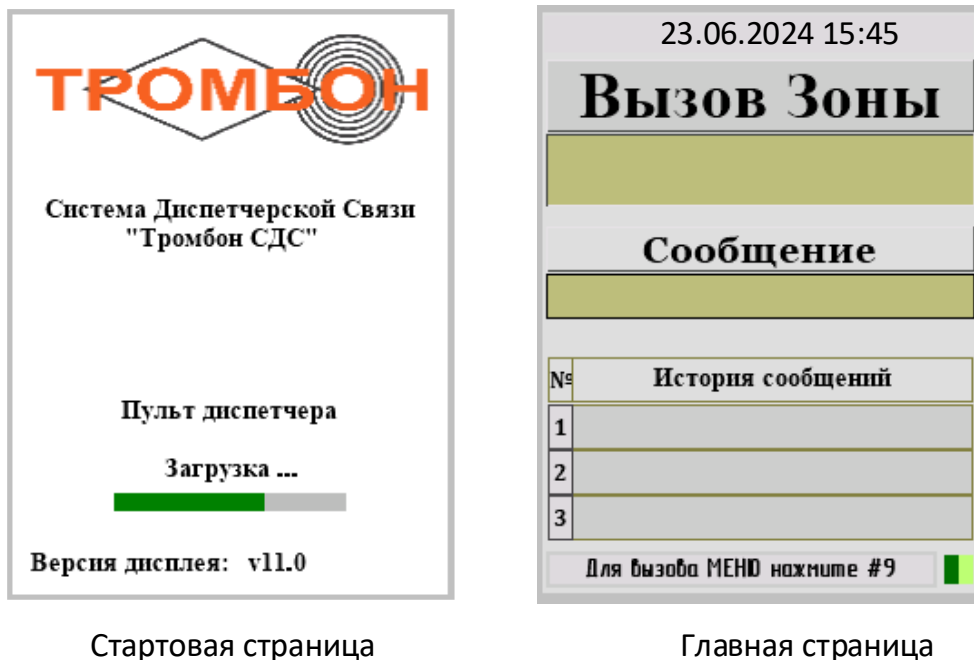 ТРОМБОН
Система Диспетчерской Связи
"Тромбон СДС"
Пульт диспетчера
Загрузка ...
Версия дисплея: v11.0
Стартовая страница
23.06.2024 15:45
Вызов Зоны
Сообщение
№ История сообщений
1
2
3
Для вызова МЕНЮ нажмите #9
Главная страница